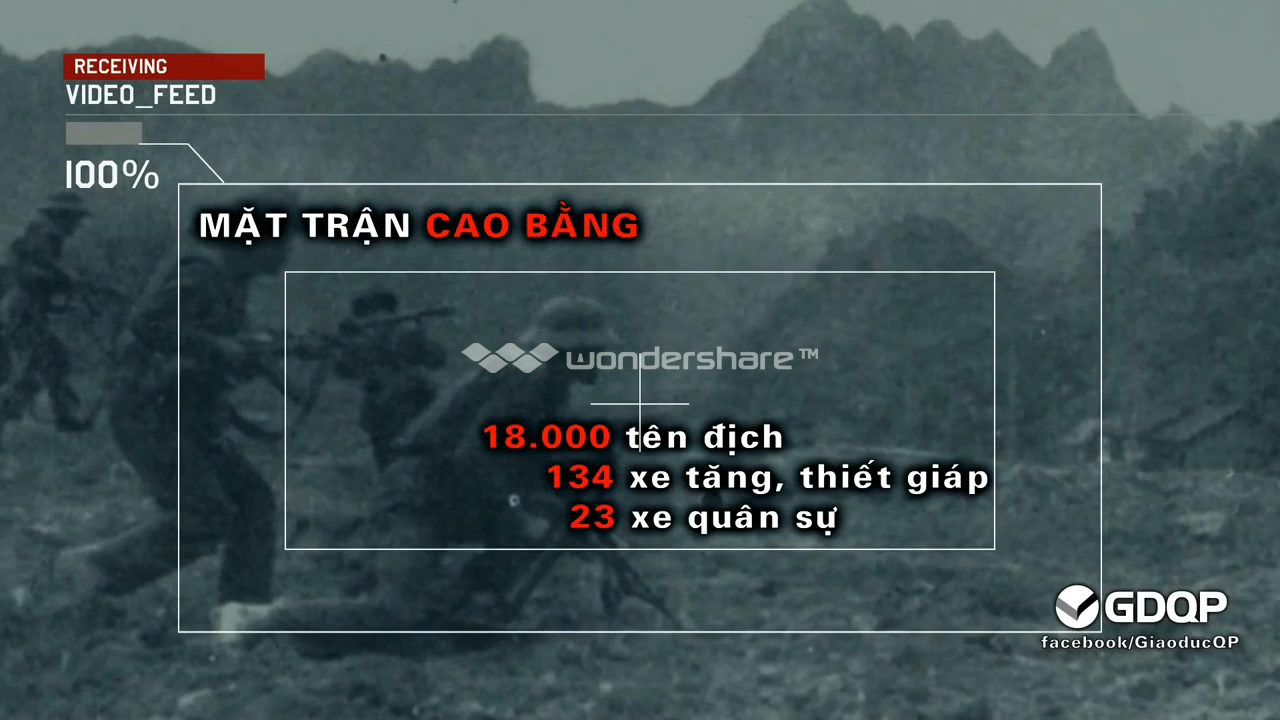 RECEIVING
VIDEO_FEED
100%
MẶT TRẬN CAO BẰNG
wondershare™
18.000 tên địch
134 xe tăng, thiết giáp
23 xe quân sự
GDQP
facebook/GiaoducQP